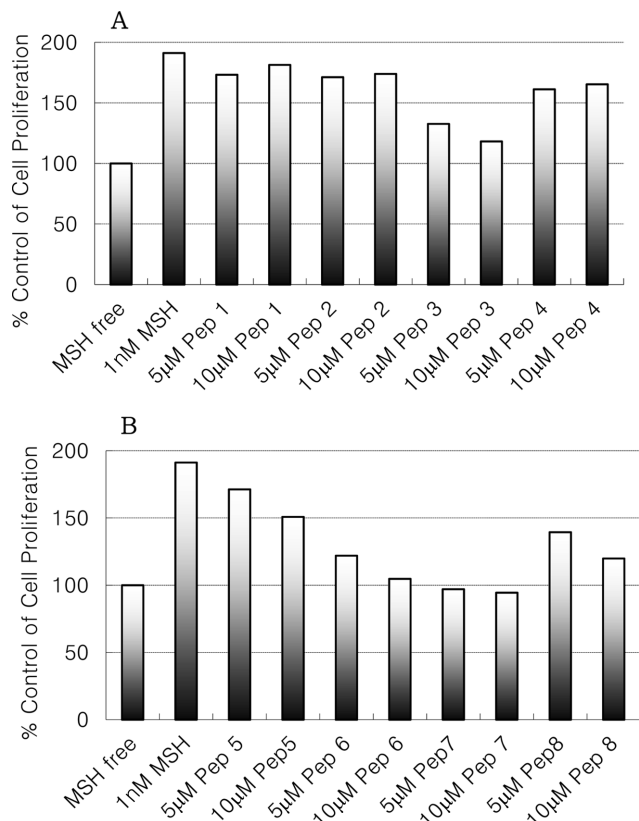 A
% Control of Cell Proliferation
200
150
100
50
0
MSH free
1nM MSH
5μM Pep 1
10μM Pep 1
5μM Pep 2
10μM Pep 2
5μM Pep 3
10μM Pep 3
5μM Pep 4
10μM Pep 4
B
% Control of Cell Proliferation
200
150
100
50
0
MSH free
1nM MSH
5μM Pep 5
10μM Pep5
5μM Pep 6
10μM Pep 6
5μM Pep7
10μM Pep 7
5μM Pep8
10μM Pep 8